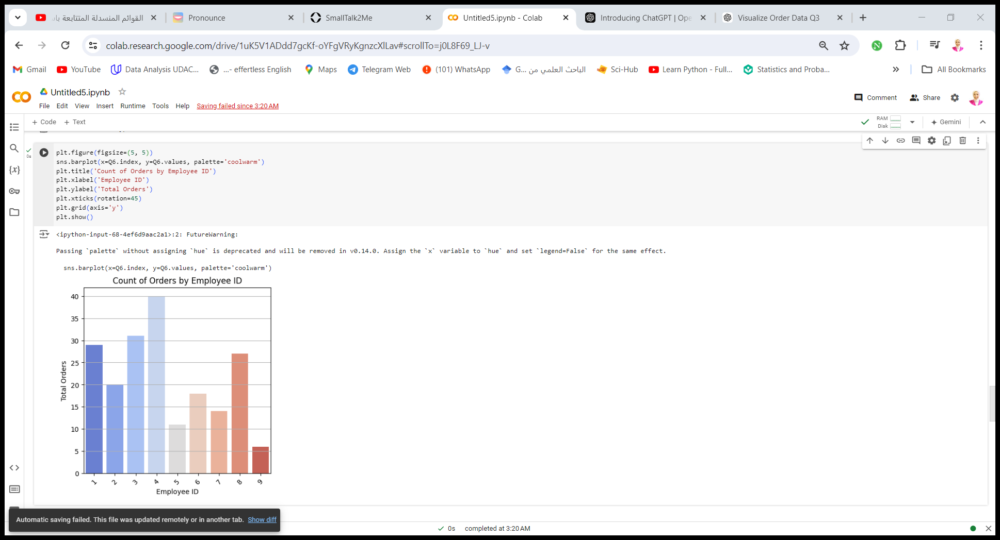 القوائم المنسدلة المتتابعة
Pronounce
SmallTalk2Me
Untitled5.ipynb - Colab
Introducing ChatGPT | Ope
Visualize Order Data Q3
colab.research.google.com/drive/1uK5V1ADdd7gcKf-oYFgVRyKgnzcXlLav#scrollTo=j0L8F69_LJ-v
Gmail
YouTube
Data Analysis UDAC...
...- effertless English
Maps
Telegram Web
(101) WhatsApp
G... الباحث العلمي من
Sci-Hub
Learn Python - Full...
Statistics and Proba...
All Bookmarks
Untitled5.ipynb
Comment
Share
File Edit View Insert Runtime Tools Help Saving failed since 3:20 AM
+ Code + Text
RAM
Disk
Gemini
0s
plt.figure(figsize=(5, 5))
sns.barplot(x=Q6.index, y=Q6.values, palette='coolwarm')
plt.title('Count of Orders by Employee ID')
plt.xlabel('Employee ID')
plt.ylabel('Total Orders')
plt.xticks(rotation=45)
plt.grid(axis='y')
plt.show()
<ipython-input-68-4ef6d9aac2a1>:2: FutureWarning:
Passing `palette` without assigning `hue` is deprecated and will be removed in v0.14.0. Assign the `x` variable to `hue` and set `legend=False` for the same effect.
sns.barplot(x=Q6.index, y=Q6.values, palette='coolwarm')
Count of Orders by Employee ID
40
35
30
25
20
15
10
5
0
Total Orders
1 2 3 4 5 6 7 8 9
Employee ID
Automatic saving failed. This file was updated remotely or in another tab. Show diff
0s completed at 3:20 AM